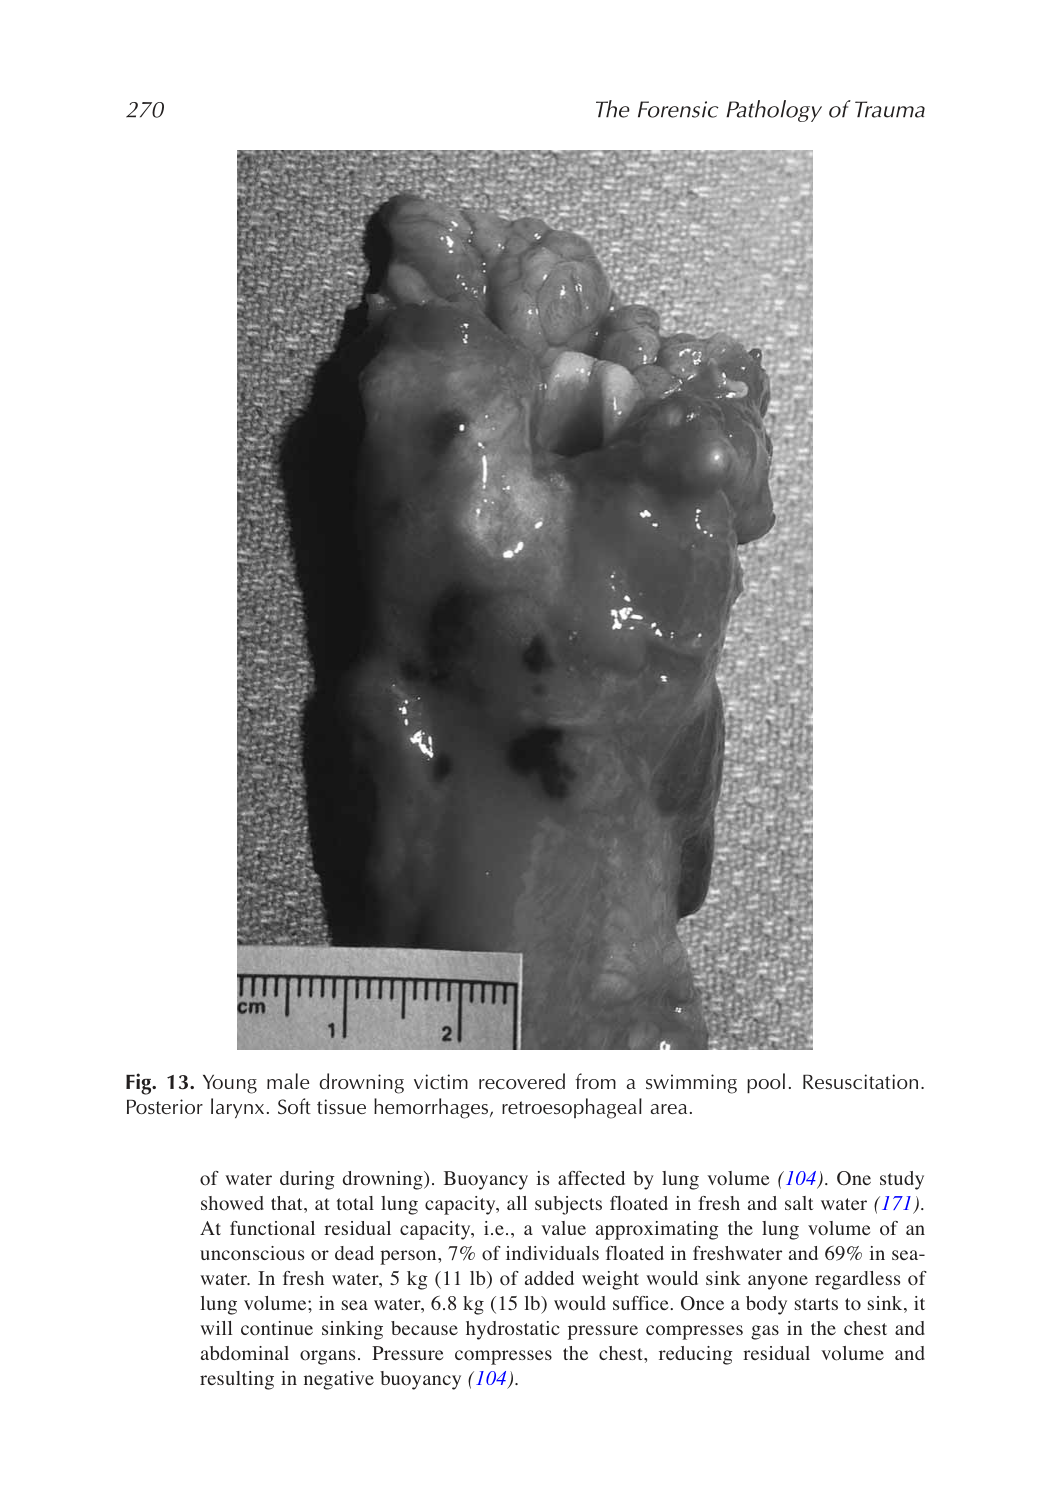 270
The Forensic Pathology of Trauma
cm
1
2
Fig. 13. Young male drowning victim recovered from a swimming pool. Resuscitation.
Posterior larynx. Soft tissue hemorrhages, retroesophageal area.
of water during drowning). Buoyancy is affected by lung volume (104). One study
showed that, at total lung capacity, all subjects floated in fresh and salt water (171).
At functional residual capacity, i.e., a value approximating the lung volume of an
unconscious or dead person, 7% of individuals floated in freshwater and 69% in sea-
water. In fresh water, 5 kg (11 lb) of added weight would sink anyone regardless of
lung volume; in sea water, 6.8 kg (15 lb) would suffice. Once a body starts to sink, it
will continue sinking because hydrostatic pressure compresses gas in the chest and
abdominal organs. Pressure compresses the chest, reducing residual volume and
resulting in negative buoyancy (104).